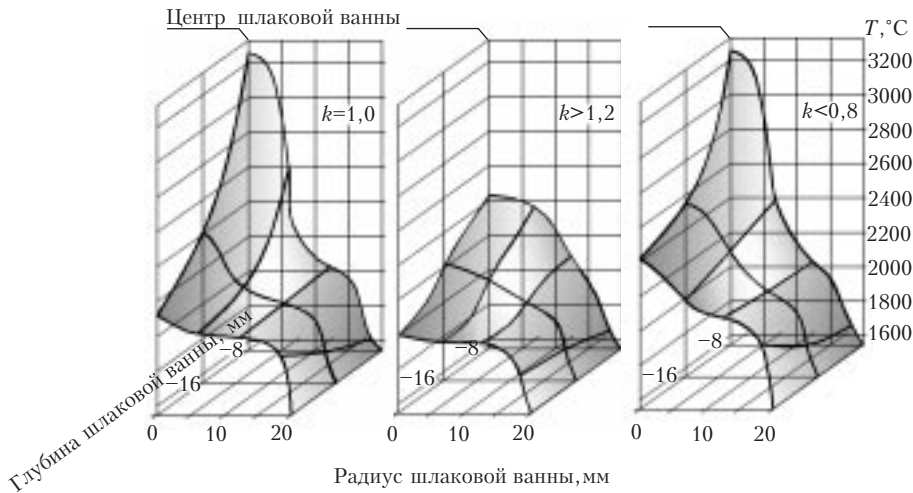 Центр шлаковой ванны
T,°C
k=1,0
k>1,2
k<0,8
3200
3000
2800
2600
2400
2200
2000
1800
1600
−8
−16
−8
−16
−8
−16
0 10 20
0 10 20
0 10 20
Глубина шлаковой ванны, мм
Радиус шлаковой ванны,мм